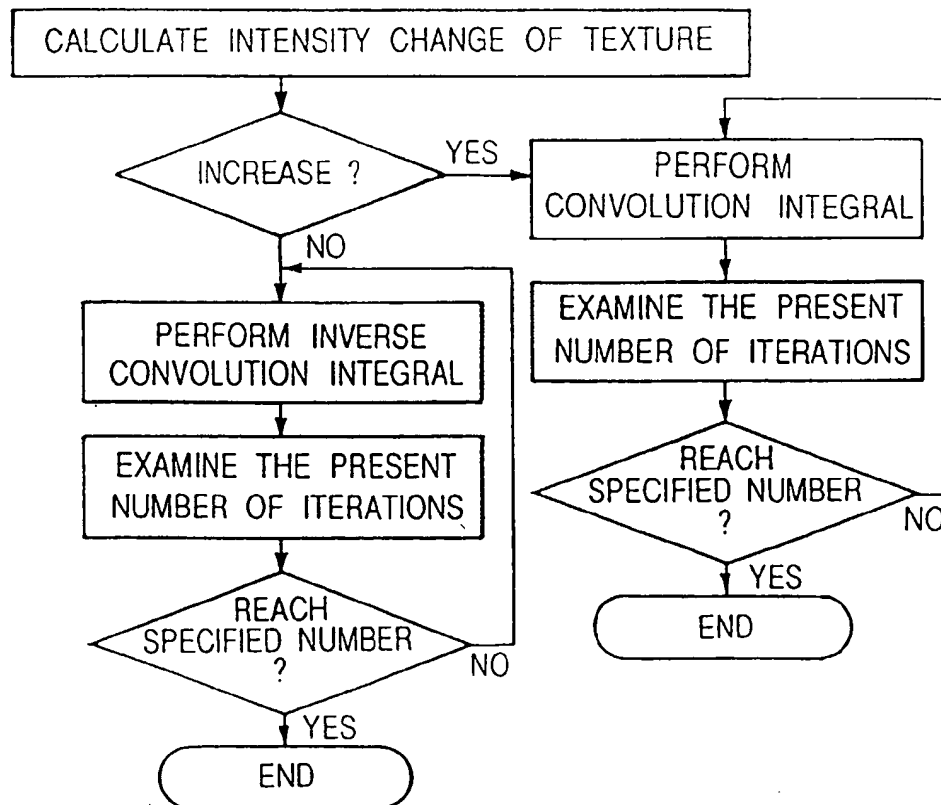 CALCULATE INTENSITY CHANGE OF TEXTURE
INCREASE ?
YES
NO
PERFORM INVERSE
CONVOLUTION INTEGRAL
EXAMINE THE PRESENT
NUMBER OF ITERATIONS
REACH
SPECIFIED NUMBER
?
NO
YES
END
PERFORM
CONVOLUTION INTEGRAL
EXAMINE THE PRESENT
NUMBER OF ITERATIONS
REACH
SPECIFIED NUMBER
?
NO
YES
END